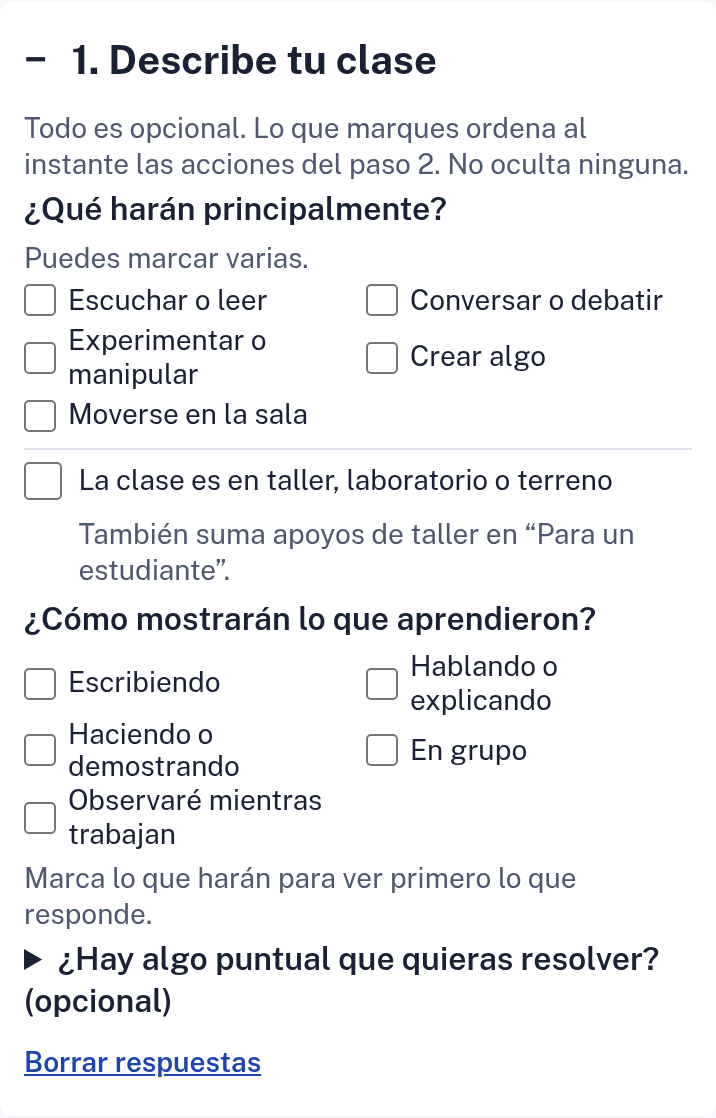 − 1. Describe tu clase
Todo es opcional. Lo que marques ordena al
instante las acciones del paso 2. No oculta ninguna.
¿Qué harán principalmente?
Puedes marcar varias.
Escuchar o leer
Conversar o debatir
Experimentar o
manipular
Crear algo
Moverse en la sala
La clase es en taller, laboratorio o terreno
También suma apoyos de taller en “Para un
estudiante”.
¿Cómo mostrarán lo que aprendieron?
Escribiendo
Hablando o
explicando
Haciendo o
demostrando
En grupo
Observaré mientras
trabajan
Marca lo que harán para ver primero lo que
responde.
¿Hay algo puntual que quieras resolver?
(opcional)
Borrar respuestas